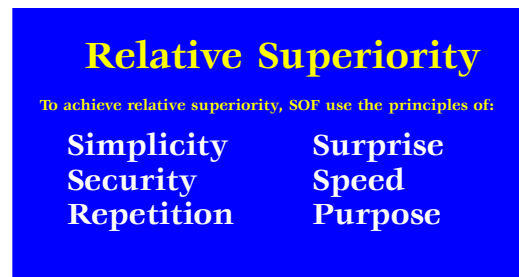 Relative Superiority
To achieve relative superiority, SOF use the principles of:
Simplicity Surprise
Security Speed
Repetition Purpose